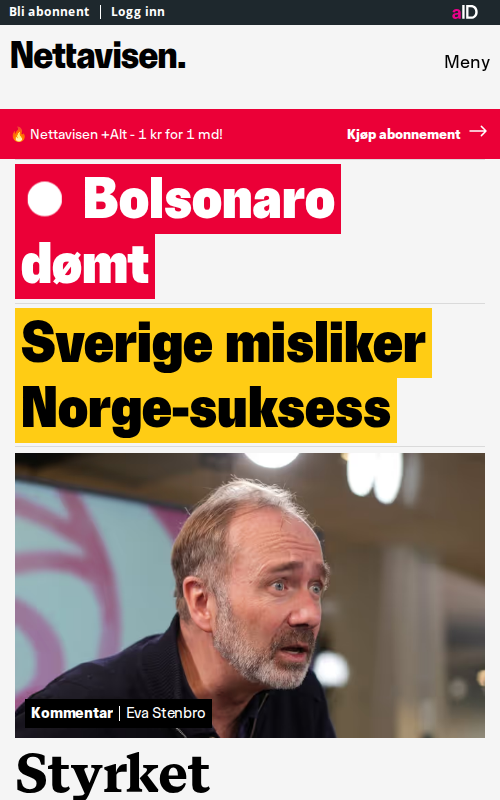 Bli abonnent | Logg inn
aID
Nettavisen.
Meny
🔥 Nettavisen +Alt - 1 kr for 1 md!
Kjøp abonnement →
Bolsonaro
dømt
Sverige misliker
Norge-suksess
Kommentar | Eva Stenbro
Styrket